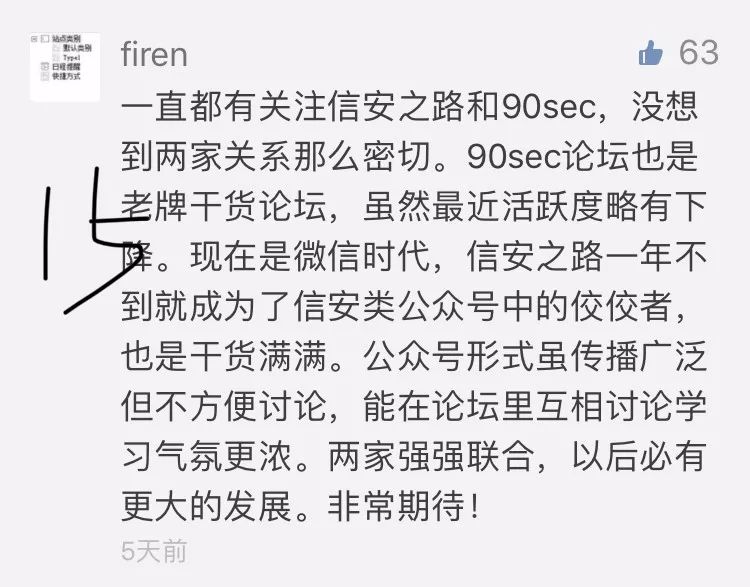 站点类别
默认类别
Type1
日程提醒
快捷方式
firen
63
一直都有关注信安之路和90sec，没想
到两家关系那么密切。90sec论坛也是
老牌干货论坛，虽然最近活跃度略有下
降。现在是微信时代，信安之路一年不
到就成为了信安类公众号中的佼佼者，
也是干货满满。公众号形式虽传播广泛
但不方便讨论，能在论坛里互相讨论学
习气氛更浓。两家强强联合，以后必有
更大的发展。非常期待！
5天前
15